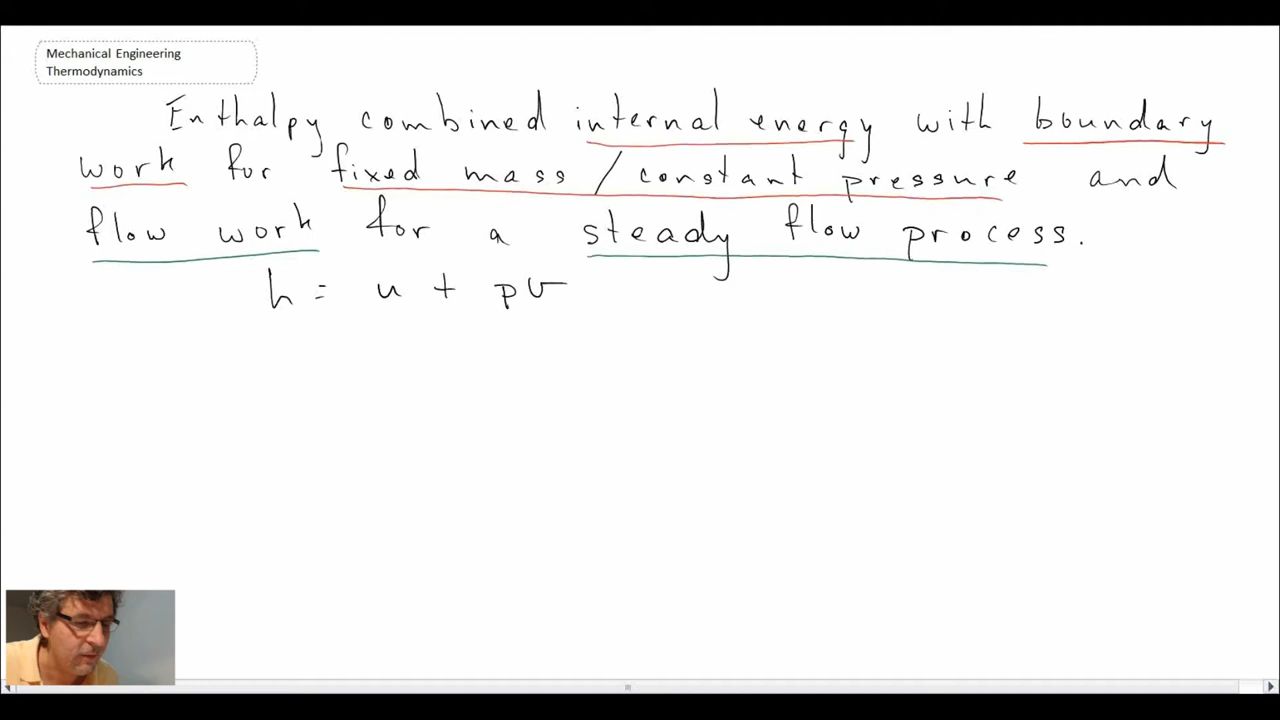 Mechanical Engineering
Thermodynamics
Enthalpy combined internal energy with boundary
work for fixed mass / constant pressure and
flow work for a steady flow process.
h = u + pv